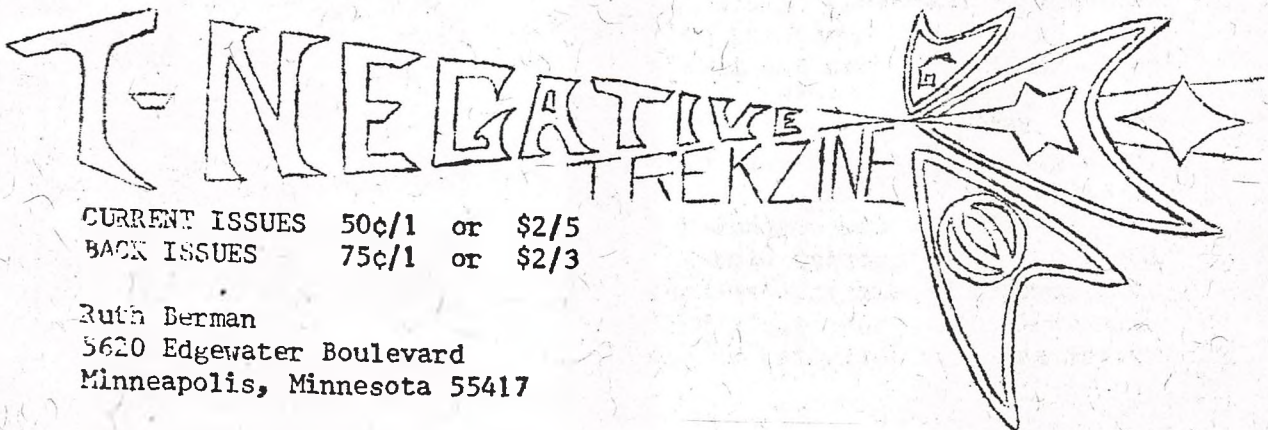 T-NEGATIVE
TREKZINE
CURRENT ISSUES 50¢/1 or $2/5
BACK ISSUES 75¢/1 or $2/3
Ruth Berman
5620 Edgewater Boulevard
Minneapolis, Minnesota 55417
G